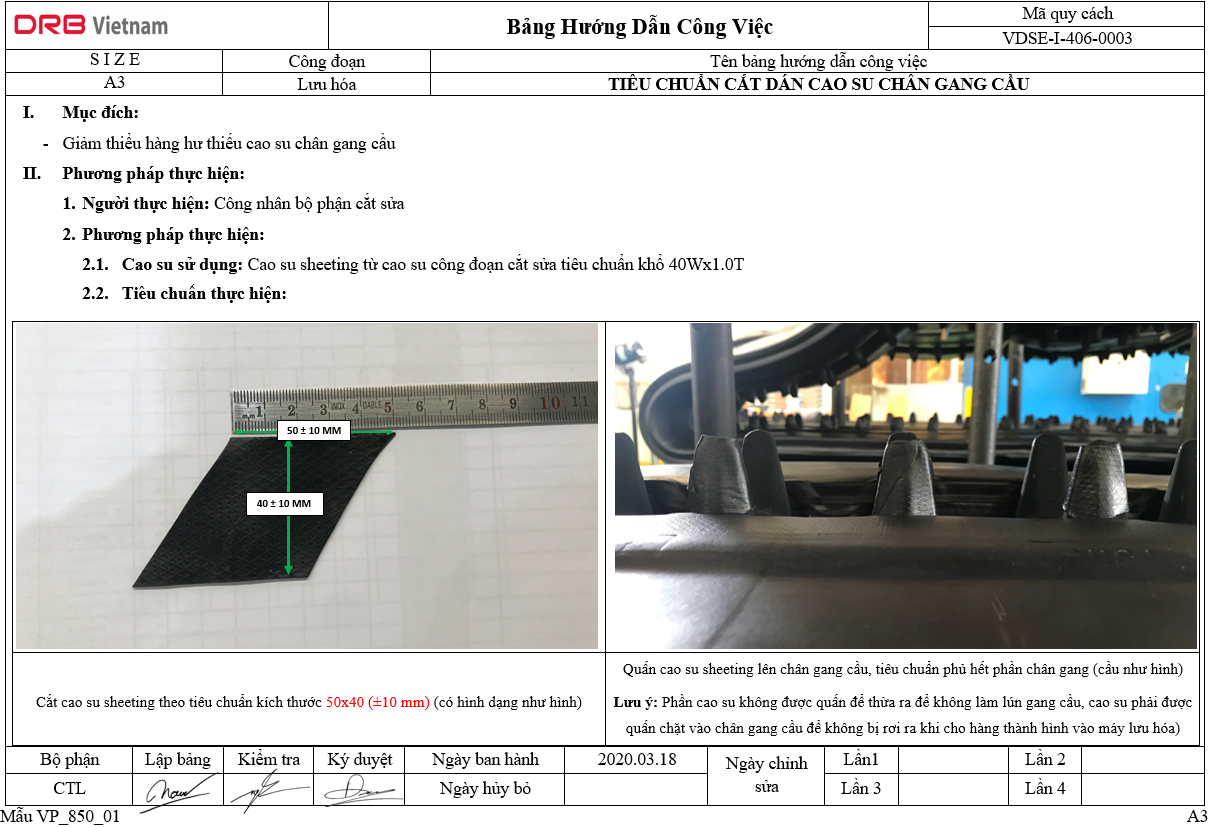 DRB Vietnam
Bảng Hướng Dẫn Công Việc
Mã quy cách
VDSE-I-406-0003
S I Z E
Công đoạn
Tên bảng hướng dẫn công việc
A3
Lưu hóa
TIÊU CHUẨN CẮT DÁN CAO SU CHÂN GANG CẦU
I. Mục đích:
- Giảm thiểu hàng hư thiếu cao su chân gang cầu
II. Phương pháp thực hiện:
1. Người thực hiện: Công nhân bộ phận cắt sửa
2. Phương pháp thực hiện:
2.1. Cao su sử dụng: Cao su sheeting từ cao su công đoạn cắt sửa tiêu chuẩn khổ 40Wx1.0T
2.2. Tiêu chuẩn thực hiện:
1 2 3 INOX 4 5 6 7 8 9 10 11
50 ± 10 MM
40 ± 10 MM
Cắt cao su sheeting theo tiêu chuẩn kích thước 50x40 (±10 mm) (có hình dạng như hình)
Quấn cao su sheeting lên chân gang cầu, tiêu chuẩn phủ hết phần chân gang (cầu như hình)
Lưu ý: Phần cao su không được quấn để thừa ra để không làm lún gang cầu, cao su phải được
quấn chặt vào chân gang cầu để không bị rơi ra khi cho hàng thành hình vào máy lưu hóa)
Bộ phận
Lập bảng
Kiểm tra
Ký duyệt
Ngày ban hành
2020.03.18
Ngày chỉnh
sửa
Lần1
Lần 2
CTL
Ngày hủy bỏ
Lần 3
Lần 4
Mẫu VP_850_01
A3